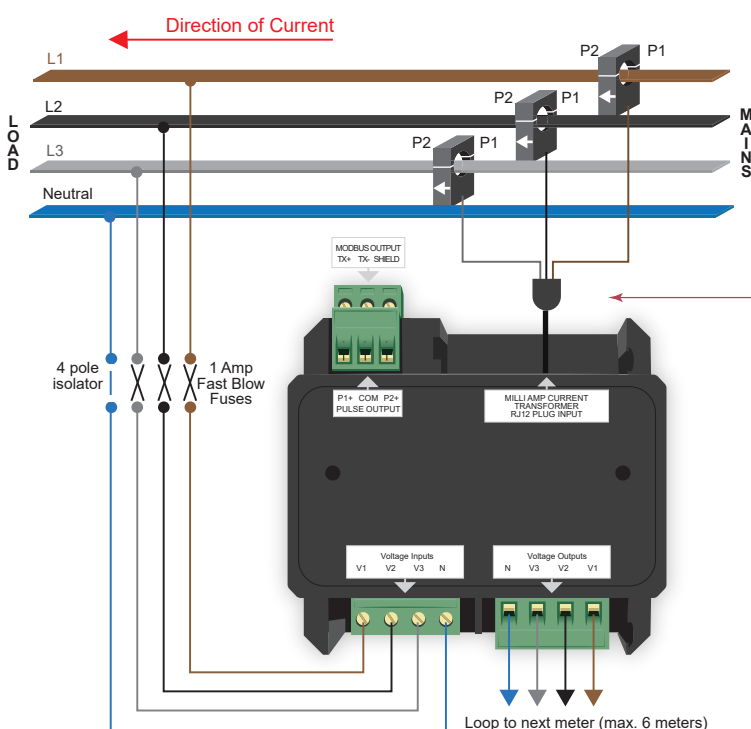 Direction of Current
L1
P2 P1
L2
P2 P1
L3
P2 P1
Neutral
LOAD
MAINS
MODBUS OUTPUT
TX+ TX- SHIELD
4 pole
isolator
1 Amp
Fast Blow
Fuses
P1+ COM P2+
PULSE OUTPUT
MILLI AMP CURRENT
TRANSFORMER
RJ12 PLUG INPUT
Voltage Inputs
V1 V2 V3 N
Voltage Outputs
N V3 V2 V1
Loop to next meter (max. 6 meters)